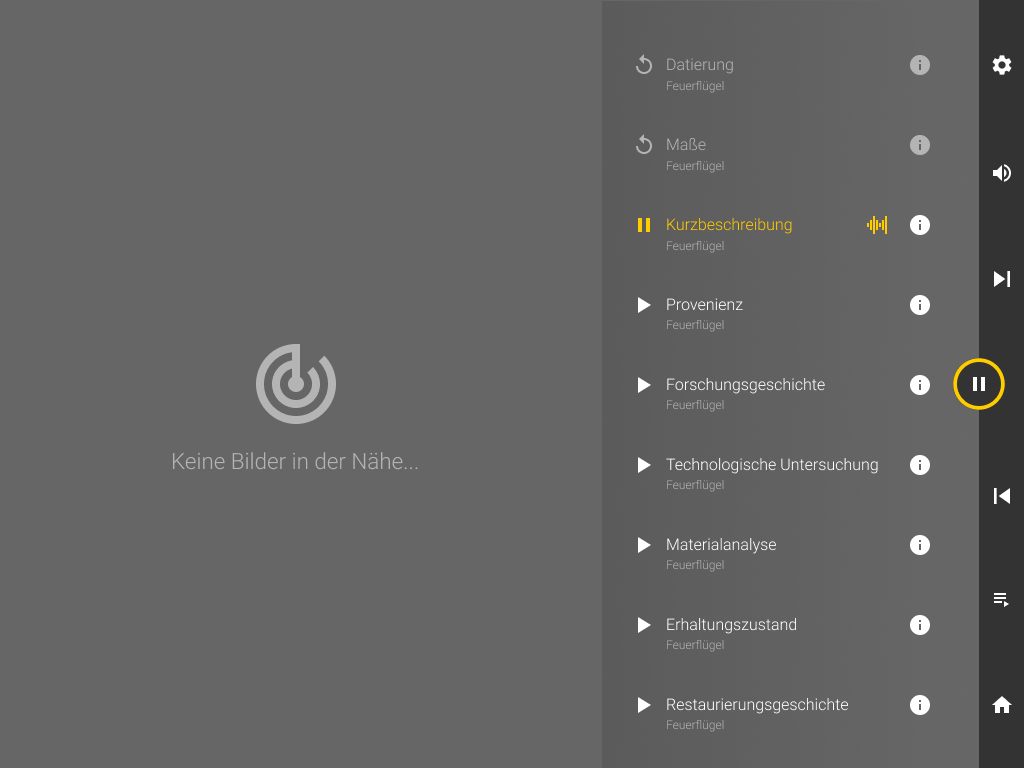 Keine Bilder in der Nähe...
Datierung
Feuerflügel
Maße
Feuerflügel
Kurzbeschreibung
Feuerflügel
Provenienz
Feuerflügel
Forschungsgeschichte
Feuerflügel
Technologische Untersuchung
Feuerflügel
Materialanalyse
Feuerflügel
Erhaltungszustand
Feuerflügel
Restaurierungsgeschichte
Feuerflügel